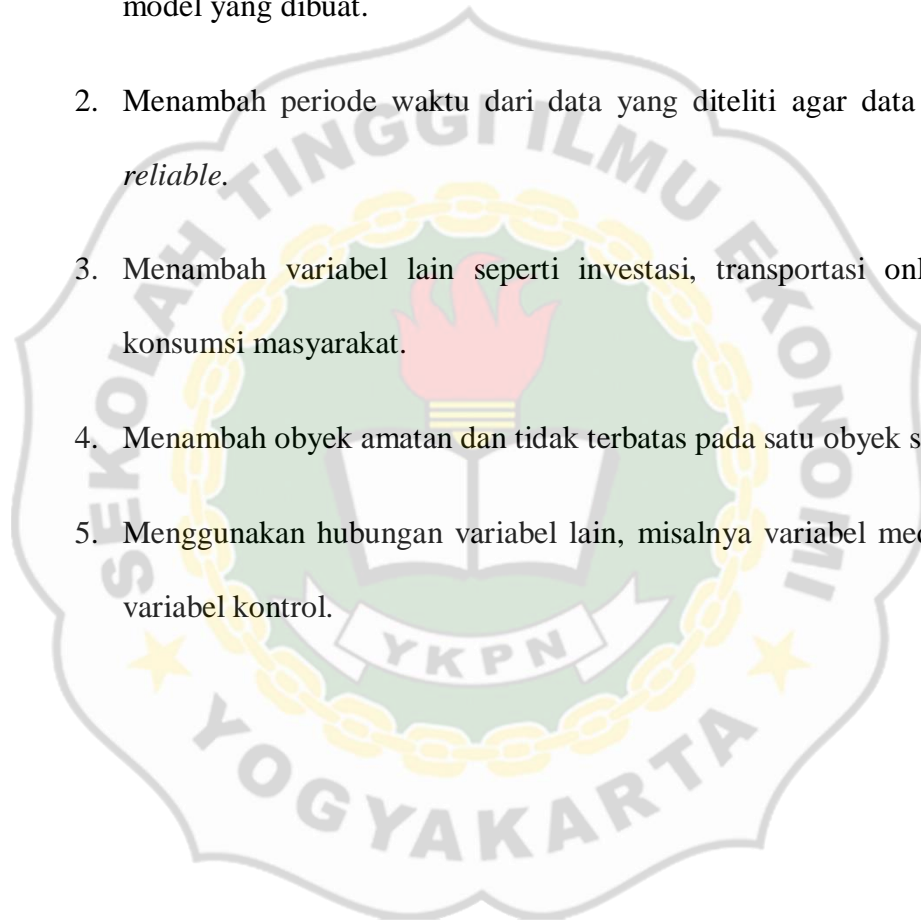 model yang dibuat.
2. Menambah periode waktu dari data yang diteliti agar data
reliable.
3. Menambah variabel lain seperti investasi, transportasi
konsumsi masyarakat.
4. Menambah obyek amatan dan tidak terbatas pada satu obyek
5. Menggunakan hubungan variabel lain, misalnya variabel
variabel kontrol.
SEKOLAH TINGGI ILMU EKONOMI
YKPN
YOGYAKARTA